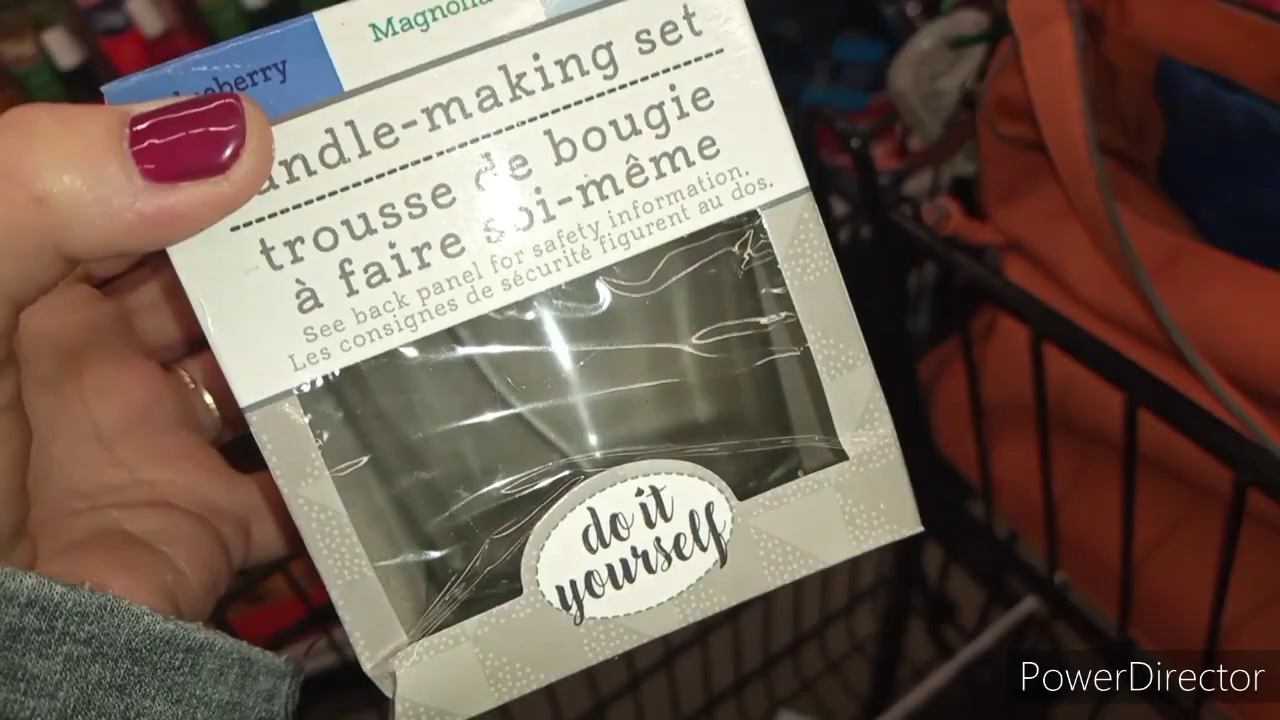 Magnolia
candle-making set
trousse de bougie
à faire soi-même
See back panel for safety information.
Les consignes de sécurité figurent au dos.
do it
yourself
PowerDirector